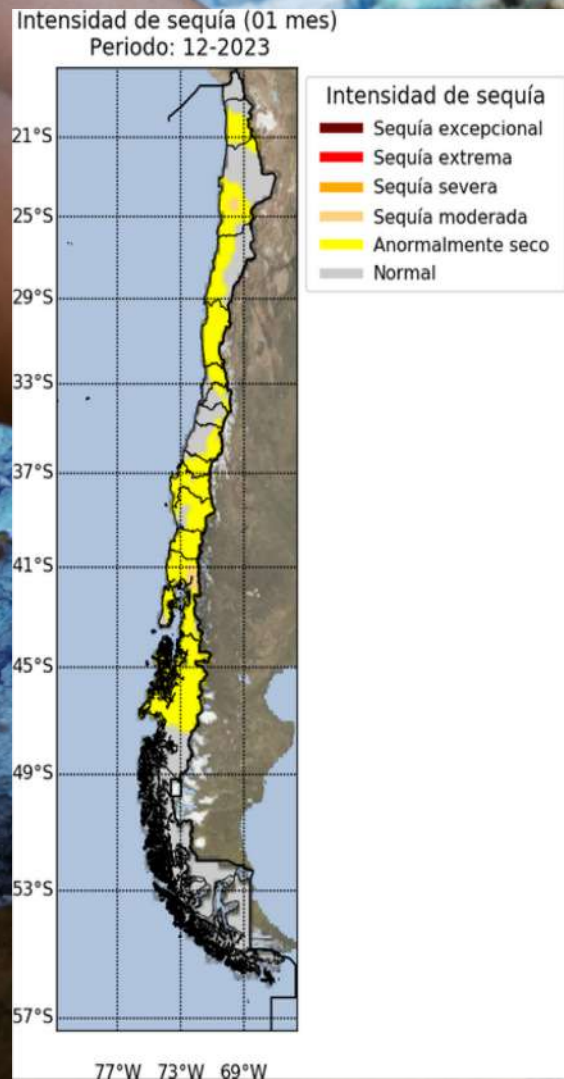 Intensidad de sequía (01 mes)
Periodo: 12-2023
Intensidad de sequía
Sequía excepcional
Sequía extrema
Sequía severa
Sequía moderada
Anormalmente seco
Normal
21°S
25°S
29°S
33°S
37°S
41°S
45°S
49°S
53°S
57°S
77°W 73°W 69°W